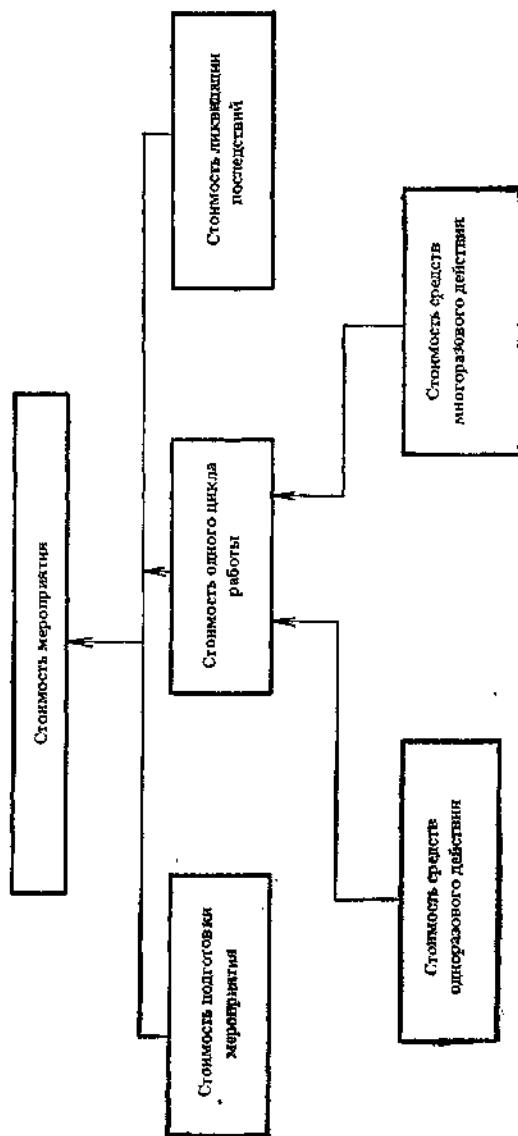 Стоимость мероприятия
Стоимость подготовки
мероприятия
Стоимость одного цикла
работы
Стоимость ликвидации
последствий
Стоимость средств
одноразового действия
Стоимость средств
многоразового действия